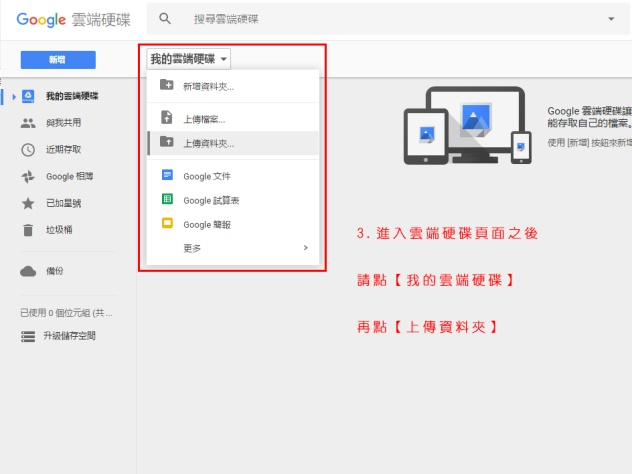 Google 雲端硬碟
搜尋雲端硬碟
新增
我的雲端硬碟
我的雲端硬碟
與我共用
近期存取
Google 相簿
已加星號
垃圾桶
備份
已使用 0 個位元組 (共...
升級儲存空間
新增資料夾...
上傳檔案...
上傳資料夾...
Google 文件
Google 試算表
Google 簡報
更多
Google 雲端硬碟讓
能存取自己的檔案。
使用 [新增] 按鈕來新增
3. 進入雲端硬碟頁面之後
請點【我的雲端硬碟】
再點【上傳資料夾】